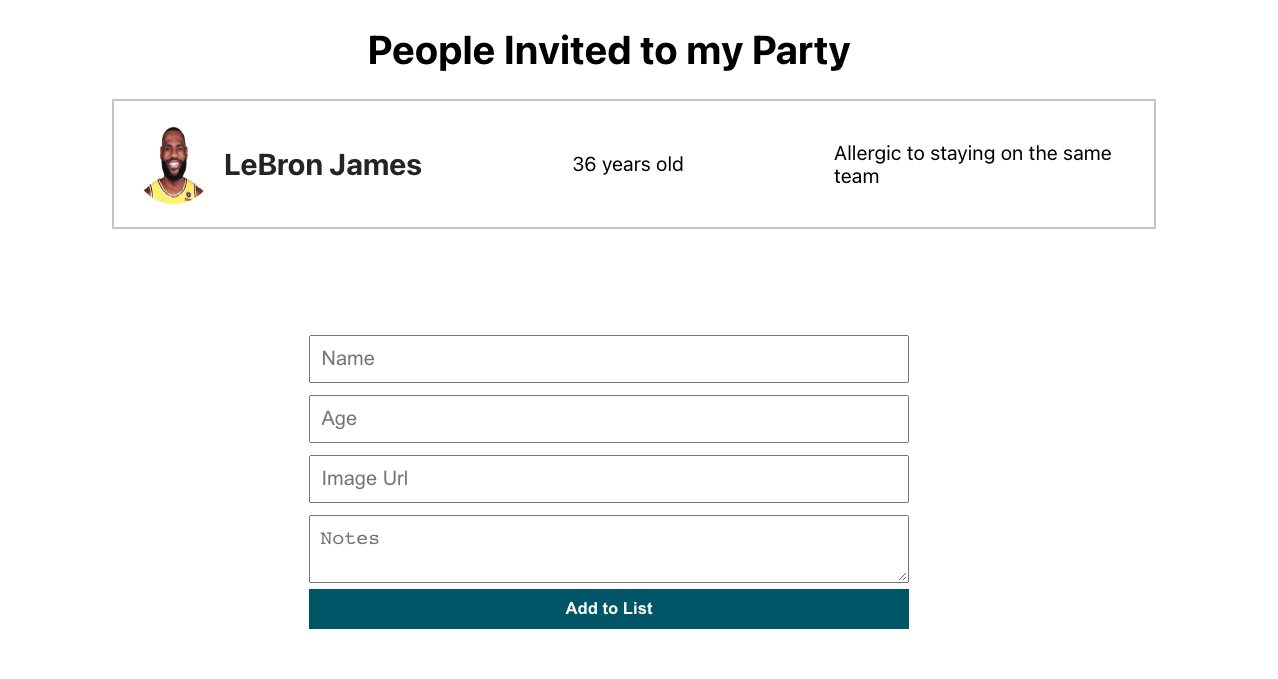 People Invited to my Party
LeBron James
36 years old
Allergic to staying on the same
team
Name
Age
Image Url
Notes
Add to List